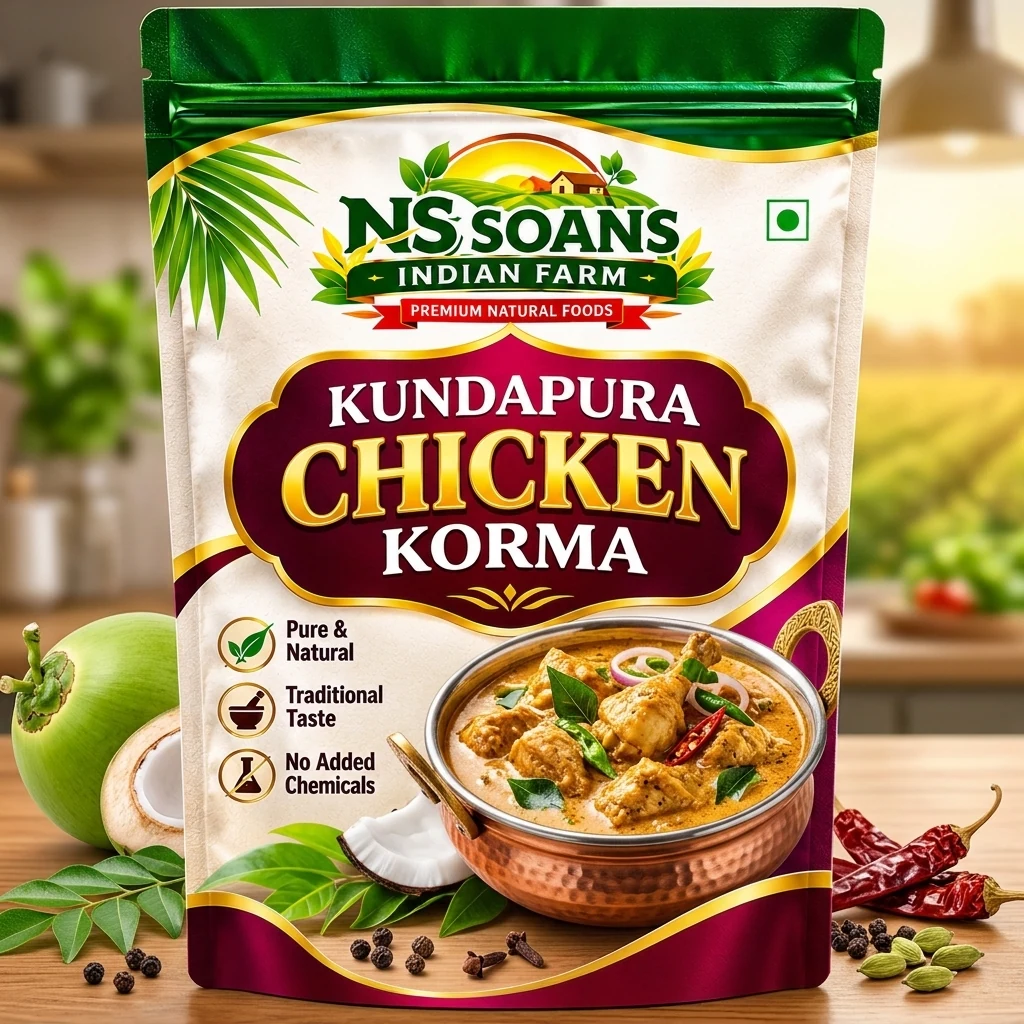 NS SOANS
INDIAN FARM
PREMIUM NATURAL FOODS
KUNDAPURA
CHICKEN
KORMA
Pure &
Natural
Traditional
Taste
No Added
Chemicals